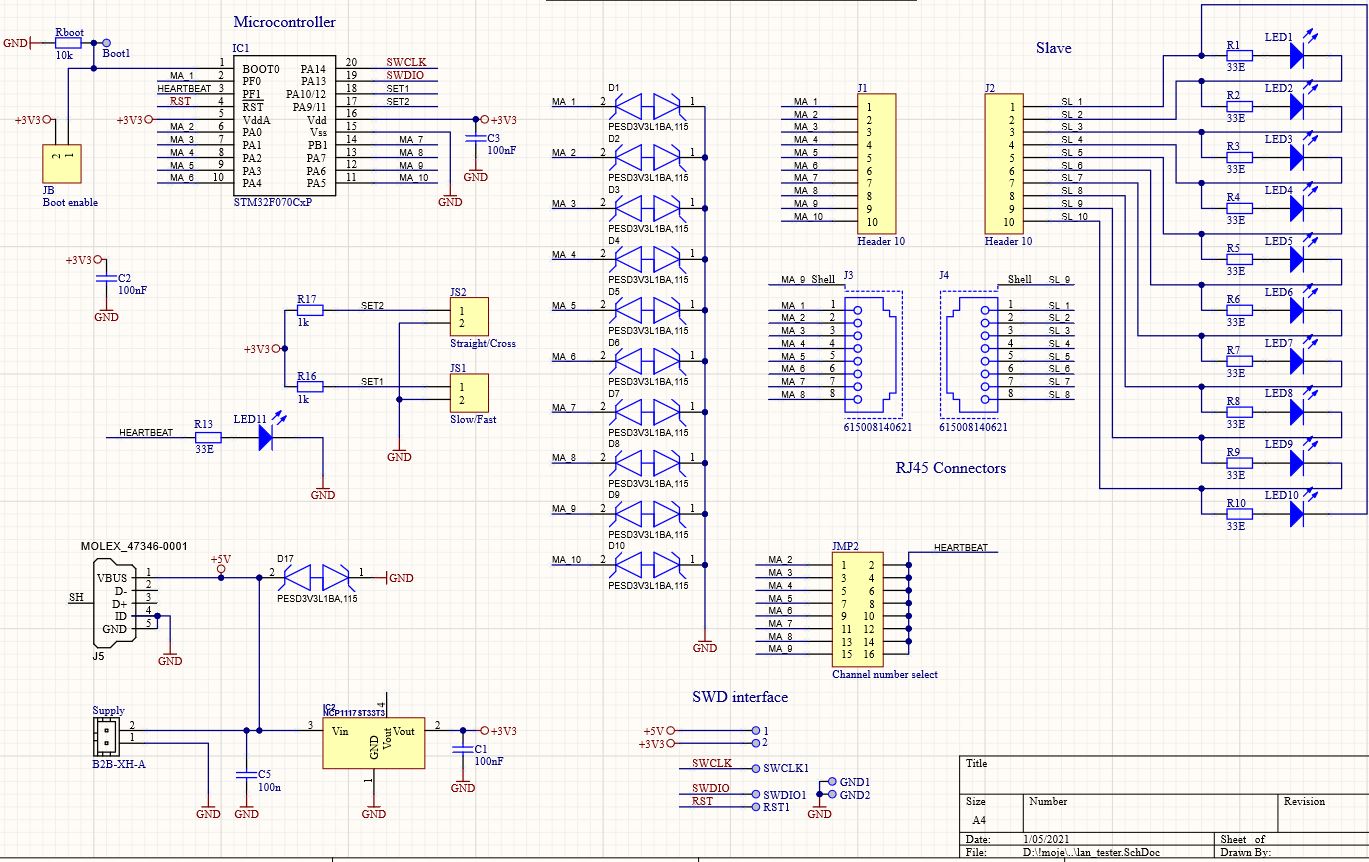 Microcontroller
GND
Rboot
10k
Boot1
IC1
1 BOOT0 PA14 20 SWCLK
MA_1 2 PF0 PA13 19 SWDIO
HEARTBEAT 3 PF1 PA10/12 18 SET1
RST 4 RST PA9/11 17 SET2
+3V3 5 VddA Vdd 16 +3V3
MA_2 6 PA0 Vss 15
MA_3 7 PA1 PB1 14 MA_7
MA_4 8 PA2 PA7 13 MA_8
MA_5 9 PA3 PA6 12 MA_9
MA_6 10 PA4 PA5 11 MA_10
STM32F070CxP
+3V3
2 1
JB
Boot enable
C3
100nF
GND
GND
+3V3
C2
100nF
GND
R17
1k
SET2
JS2
1
2
Straight/Cross
+3V3
R16
1k
SET1
JS1
1
2
Slow/Fast
GND
HEARTBEAT
R13
33E
LED11
GND
D1
MA_1 2 1
PESD3V3L1BA,115
D2
MA_2 2 1
PESD3V3L1BA,115
D3
MA_3 2 1
PESD3V3L1BA,115
D4
MA_4 2 1
PESD3V3L1BA,115
D5
MA_5 2 1
PESD3V3L1BA,115
D6
MA_6 2 1
PESD3V3L1BA,115
D7
MA_7 2 1
PESD3V3L1BA,115
D8
MA_8 2 1
PESD3V3L1BA,115
D9
MA_9 2 1
PESD3V3L1BA,115
D10
MA_10 2 1
PESD3V3L1BA,115
GND
J1
MA_1 1
MA_2 2
MA_3 3
MA_4 4
MA_5 5
MA_6 6
MA_7 7
MA_8 8
MA_9 9
MA_10 10
Header 10
Slave
J2
1 SL_1
2 SL_2
3 SL_3
4 SL_4
5 SL_5
6 SL_6
7 SL_7
8 SL_8
9 SL_9
10 SL_10
Header 10
J3
MA_9 Shell
MA_1 1
MA_2 2
MA_3 3
MA_4 4
MA_5 5
MA_6 6
MA_7 7
MA_8 8
615008140621
J4
Shell SL_9
1 SL_1
2 SL_2
3 SL_3
4 SL_4
5 SL_5
6 SL_6
7 SL_7
8 SL_8
615008140621
RJ45 Connectors
R1 LED1
33E
R2 LED2
33E
R3 LED3
33E
R4 LED4
33E
R5 LED5
33E
R6 LED6
33E
R7 LED7
33E
R8 LED8
33E
R9 LED9
33E
R10 LED10
33E
MOLEX_47346-0001
VBUS 1
D- 2
D+ 3
ID 4
GND 5
SH
J5
GND
+5V
D17
2 1
PESD3V3L1BA,115
GND
JMP2
HEARTBEAT
MA_2 1 2
MA_3 3 4
MA_4 5 6
MA_5 7 8
MA_6 9 10
MA_7 11 12
MA_8 13 14
MA_9 15 16
Channel number select
Supply
2
1
B2B-XH-A
GND
C5
100n
GND
NCP1117ST33T3
3 Vin
4
Vout
GND
1
Vout 2
+3V3
C1
100nF
GND
GND
SWD interface
+5V 1
+3V3 2
SWCLK SWCLK1
SWDIO SWDIO1
RST RST1
GND1
GND2
GND
Title
Size
A4
Number
Revision
Date: 1/05/2021 Sheet of
File: D:\!moje\..\lan_tester.SchDoc Drawn By: